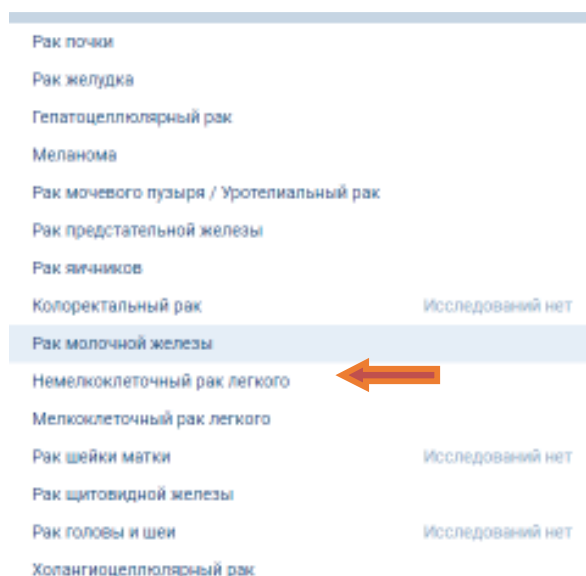 Рак почки
Рак желудка
Гепатоцеллюлярный рак
Меланома
Рак мочевого пузыря / Уротелиальный рак
Рак предстательной железы
Рак яичников
Колоректальный рак Исследований нет
Рак молочной железы
Немелкоклеточный рак легкого
Мелкоклеточный рак легкого
Рак шейки матки Исследований нет
Рак щитовидной железы
Рак головы и шеи Исследований нет
Холангиоцеллюлярный рак